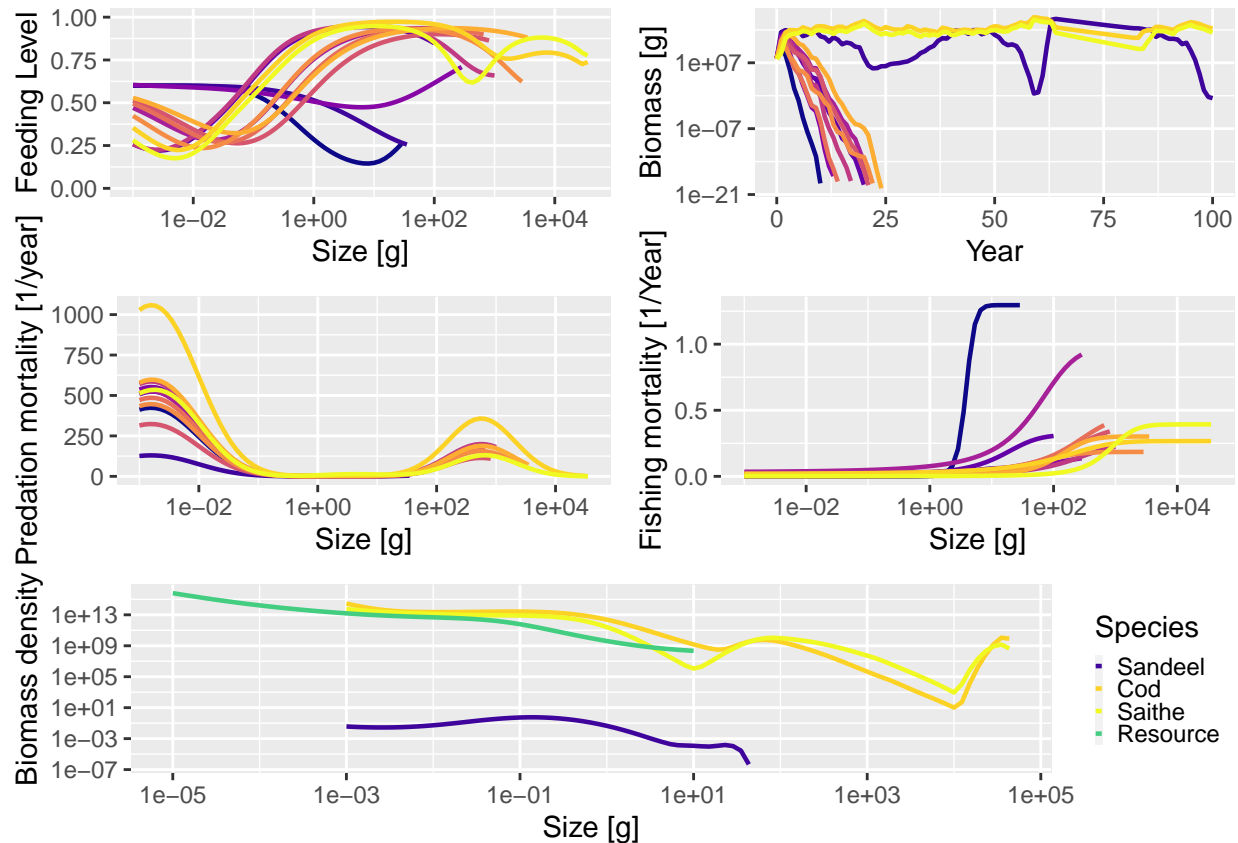 Feeding Level
1.00
0.75
0.50
0.25
0.00
1e−02
1e+00
1e+02
1e+04
Size [g]
Biomass [g]
1e+07
1e−07
1e−21
0
25
50
75
100
Year
Predation mortality [1/year]
1000
750
500
250
0
1e−02
1e+00
1e+02
1e+04
Size [g]
Fishing mortality [1/Year]
1.0
0.5
0.0
1e−02
1e+00
1e+02
1e+04
Size [g]
Biomass density
1e+13
1e+09
1e+05
1e+01
1e−03
1e−07
1e−05
1e−03
1e−01
1e+01
1e+03
1e+05
Size [g]
Species
Sandeel
Cod
Saithe
Resource